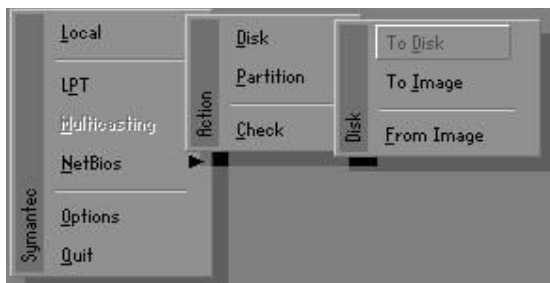 Local
LPT
Multicasting
NetBios
Options
Quit
Symantec
Disk
Partition
Check
Action
To Disk
To Image
From Image
Disk